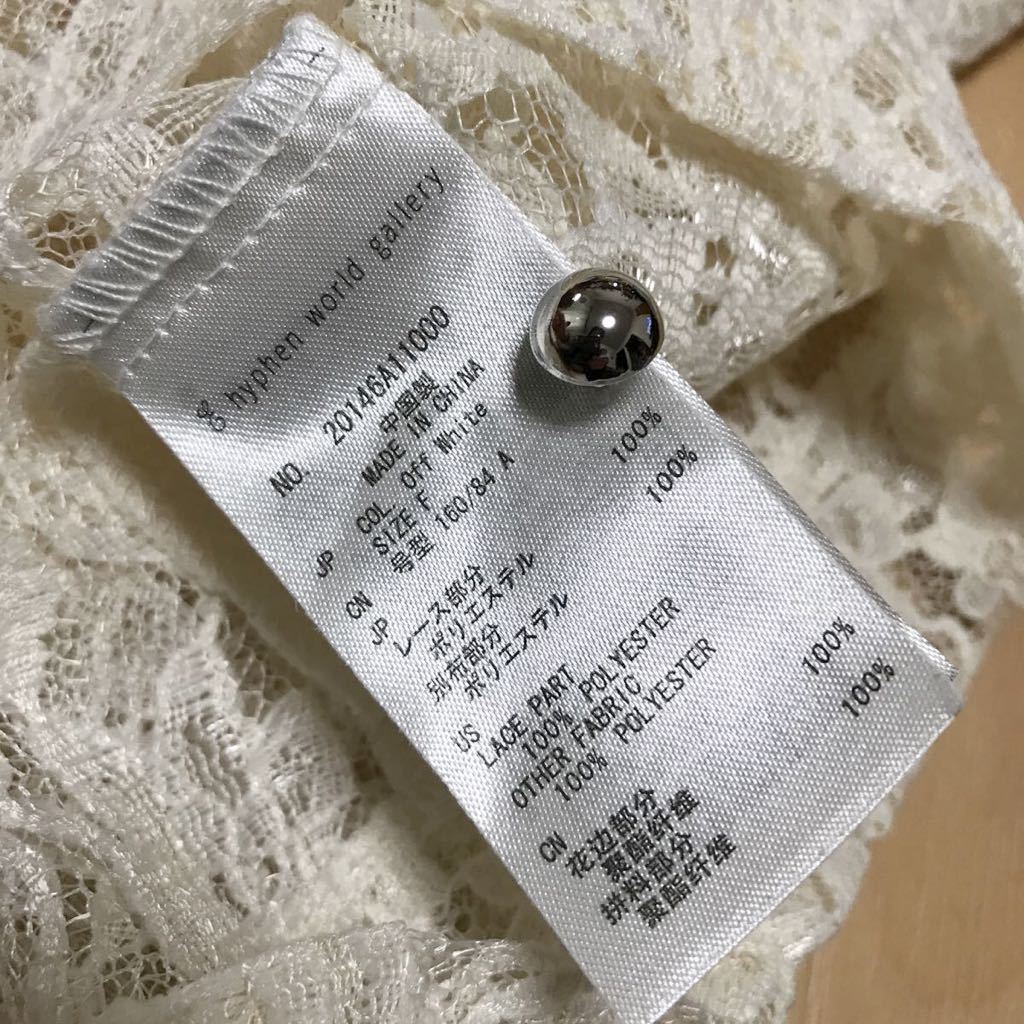 hyphen world gallery
NO. 20146A11000
中国製
MADE IN CHINA
COL Off White
JP SIZE F
CN 号型 160/84 A
JP レース部分
ポリエステル 100%
別布部分
ポリエステル 100%
US LACE PART
100% POLYESTER
OTHER FABRIC
100% POLYESTER
CN 花边部分
聚酯纤维 100%
拼料部分
聚酯纤维 100%